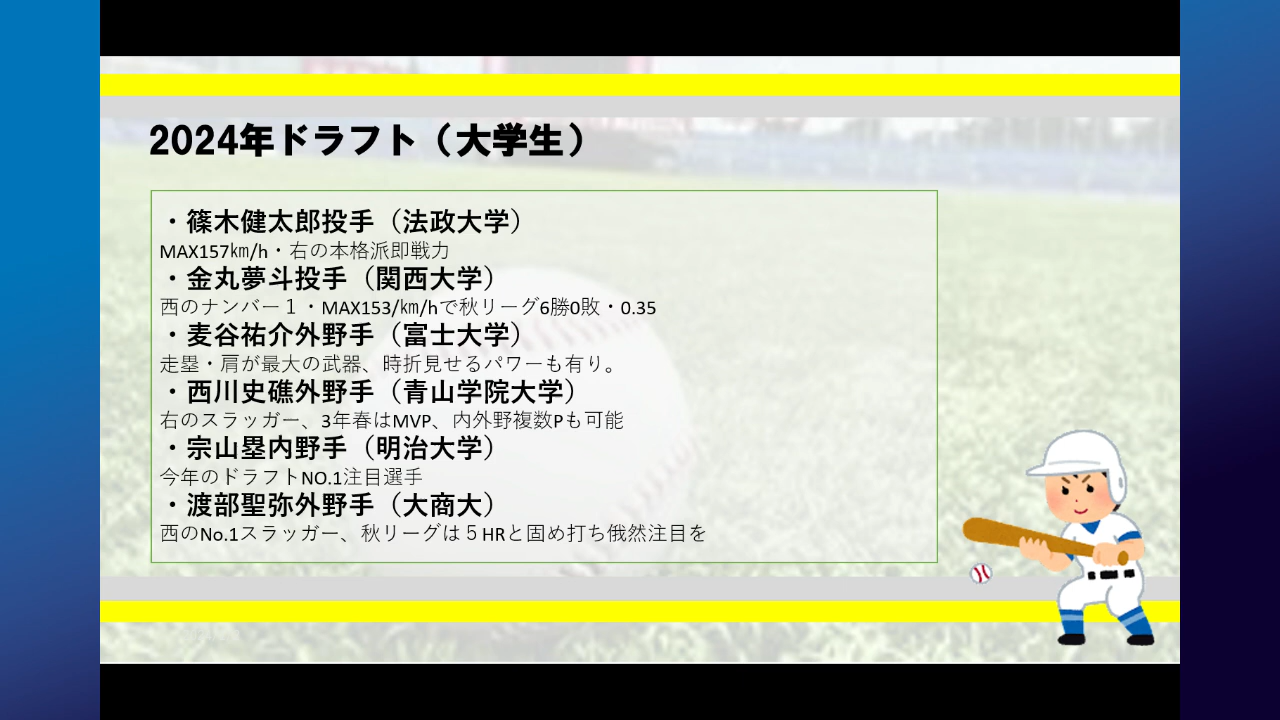 2024年ドラフト（大学生）
・篠木健太郎投手（法政大学）
MAX157㎞/h・右の本格派即戦力
・金丸夢斗投手（関西大学）
西のナンバー１・MAX153/㎞/hで秋リーグ6勝0敗・0.35
・麦谷祐介外野手（富士大学）
走塁・肩が最大の武器、時折見せるパワーも有り。
・西川史礁外野手（青山学院大学）
右のスラッガー、3年春はMVP、内外野複数Pも可能
・宗山塁内野手（明治大学）
今年のドラフトNO.1注目選手
・渡部聖弥外野手（大商大）
西のNo.1スラッガー、秋リーグは５HRと固め打ち俄然注目を